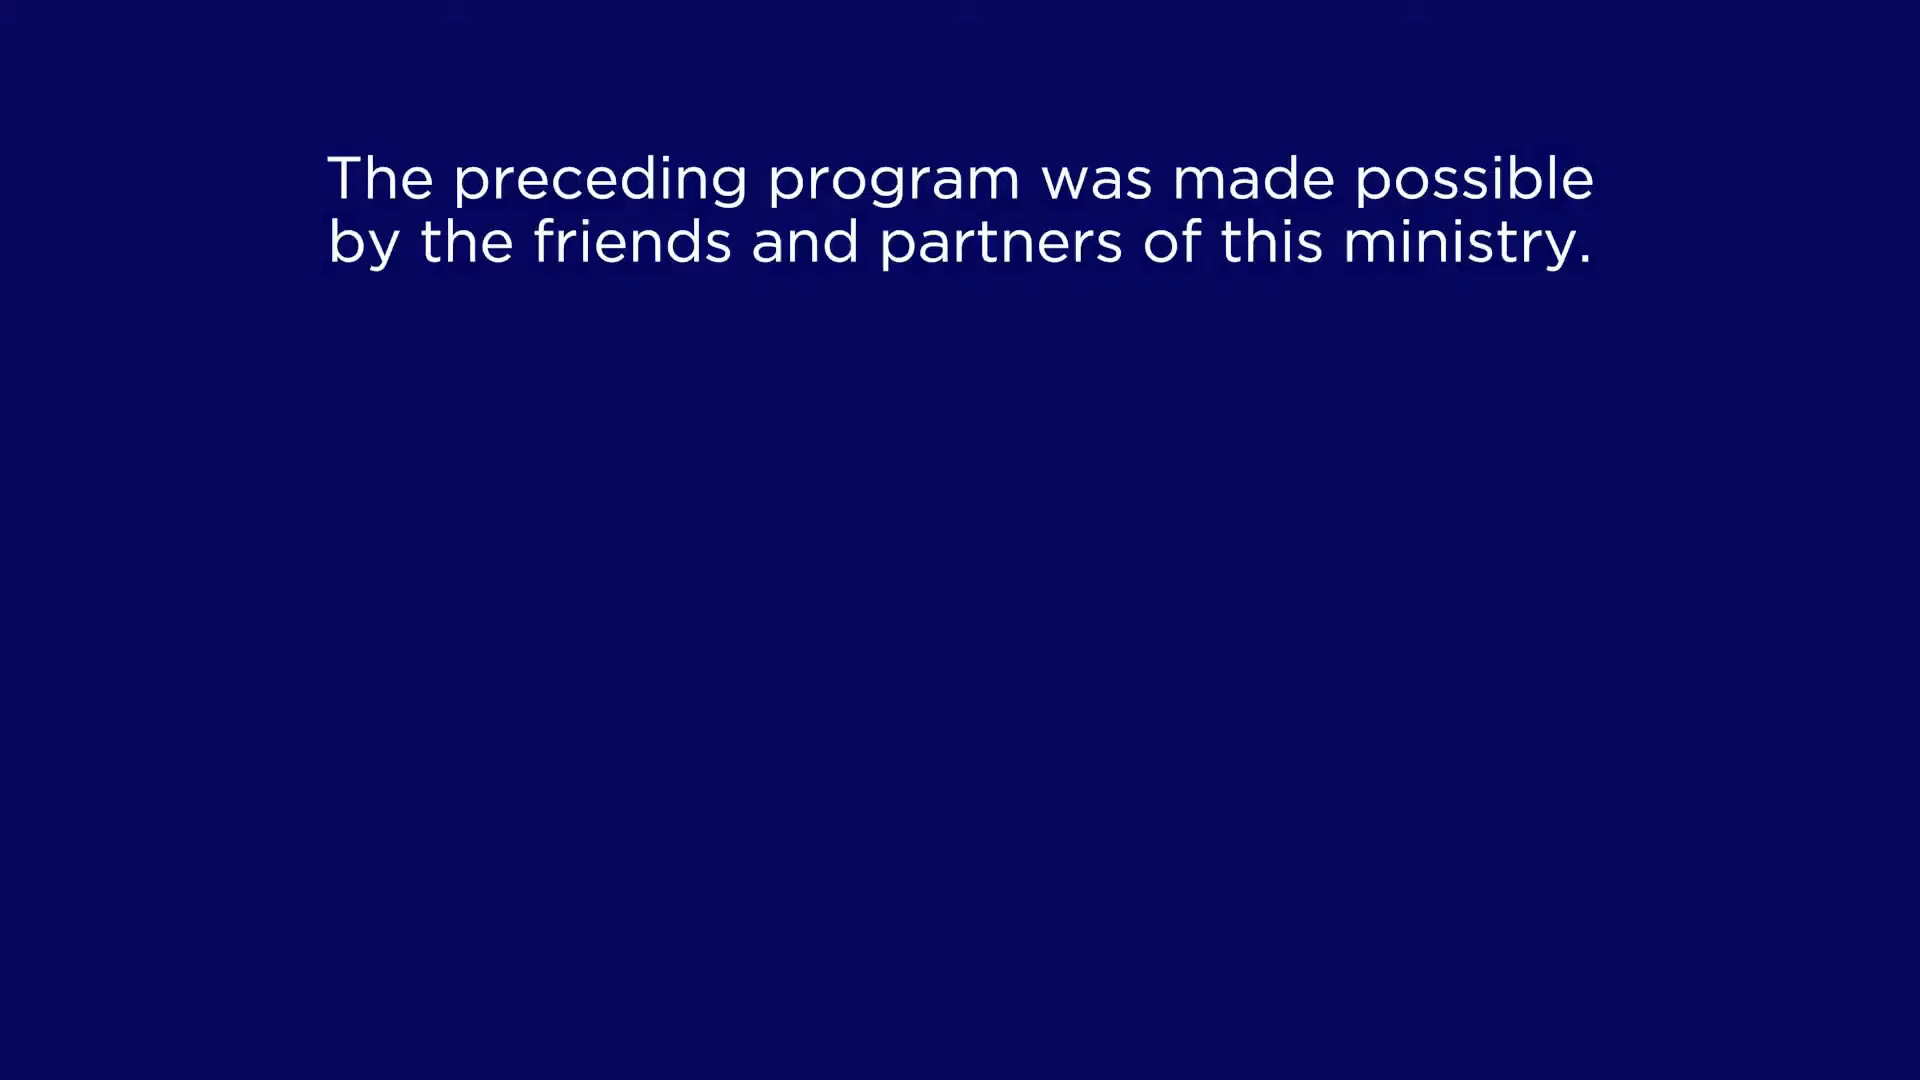 The preceding program was made possible
by the friends and partners of this ministry.